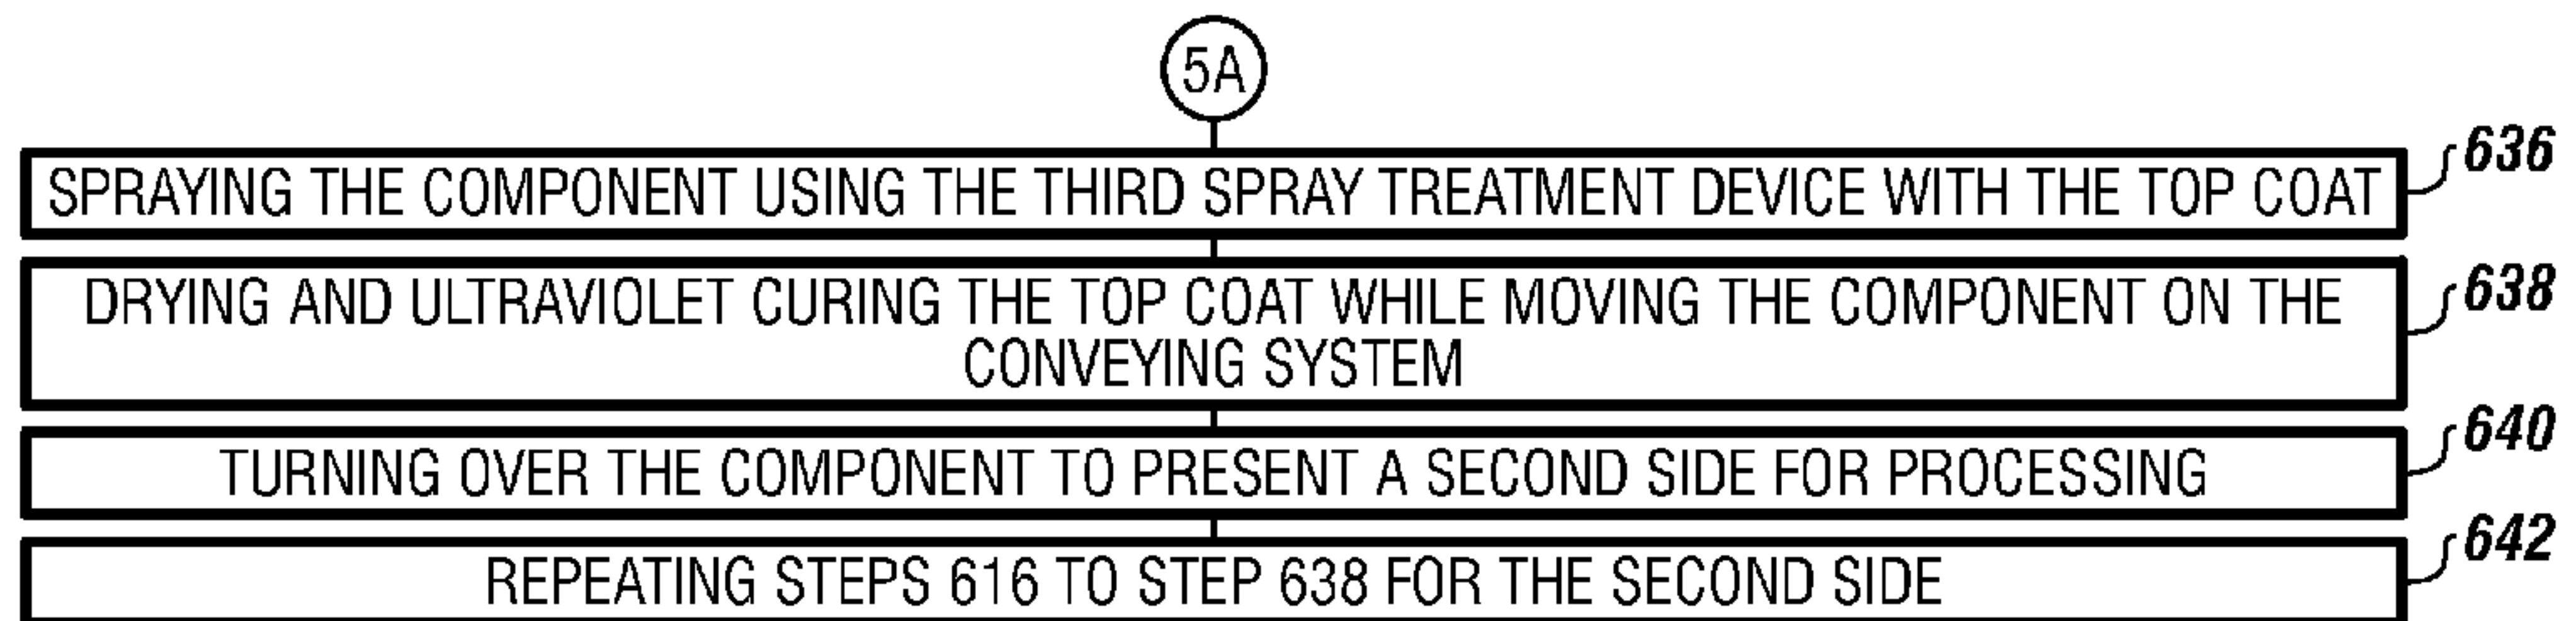 5A
SPRAYING THE COMPONENT USING THE THIRD SPRAY TREATMENT DEVICE WITH THE TOP COAT
636
DRYING AND ULTRAVIOLET CURING THE TOP COAT WHILE MOVING THE COMPONENT ON THE
CONVEYING SYSTEM
638
TURNING OVER THE COMPONENT TO PRESENT A SECOND SIDE FOR PROCESSING
640
REPEATING STEPS 616 TO STEP 638 FOR THE SECOND SIDE
642